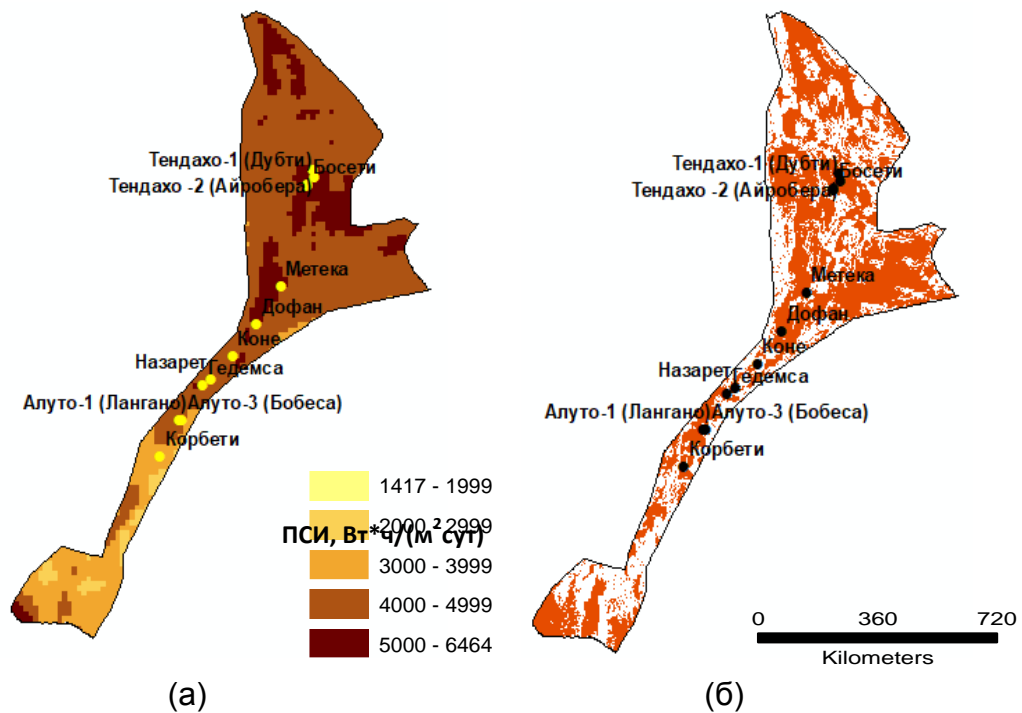 Тендахо-1 (Дубти)
Босети
Тендахо -2 (Айробера)
Метека
Дофан
Коне
Назарет
Гедемса
Алуто-1 (Лангано)
Алуто-3 (Бобеса)
Корбети
ПСИ, Вт*ч/(м² сут)
1417 - 1999
2000 - 2999
3000 - 3999
4000 - 4999
5000 - 6464
(а)
Тендахо-1 (Дубти)
Босети
Тендахо -2 (Айробера)
Метека
Дофан
Коне
Назарет
Гедемса
Алуто-1 (Лангано)
Алуто-3 (Бобеса)
Корбети
0 360 720
Kilometers
(б)